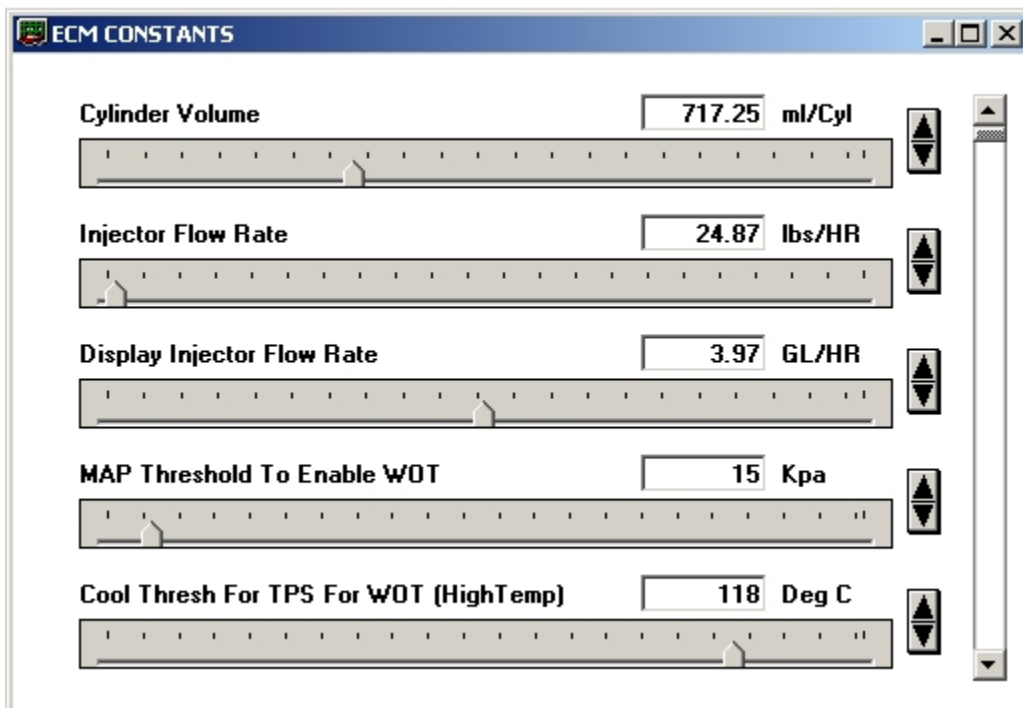 ECM CONSTANTS
Cylinder Volume 717.25 ml/Cyl
Injector Flow Rate 24.87 lbs/HR
Display Injector Flow Rate 3.97 GL/HR
MAP Threshold To Enable WOT 15 Kpa
Cool Thresh For TPS For WOT (HighTemp) 118 Deg C